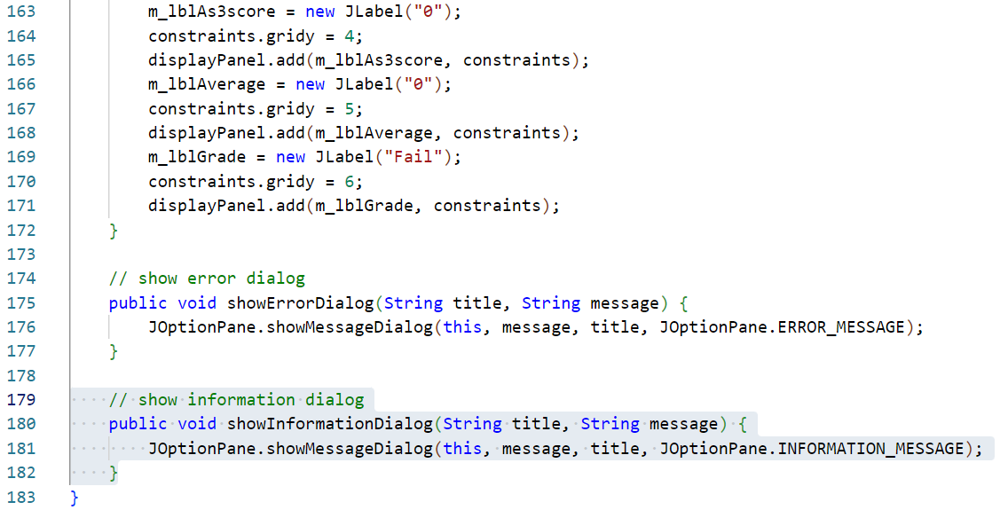 163 m_lblAs3score = new JLabel("0");
164 constraints.gridy = 4;
165 displayPanel.add(m_lblAs3score, constraints);
166 m_lblAverage = new JLabel("0");
167 constraints.gridy = 5;
168 displayPanel.add(m_lblAverage, constraints);
169 m_lblGrade = new JLabel("Fail");
170 constraints.gridy = 6;
171 displayPanel.add(m_lblGrade, constraints);
172 }
173
174 // show error dialog
175 public void showErrorDialog(String title, String message) {
176 JOptionPane.showMessageDialog(this, message, title, JOptionPane.ERROR_MESSAGE);
177 }
178
179 // show information dialog
180 public void showInformationDialog(String title, String message) {
181 JOptionPane.showMessageDialog(this, message, title, JOptionPane.INFORMATION_MESSAGE);
182 }
183 }